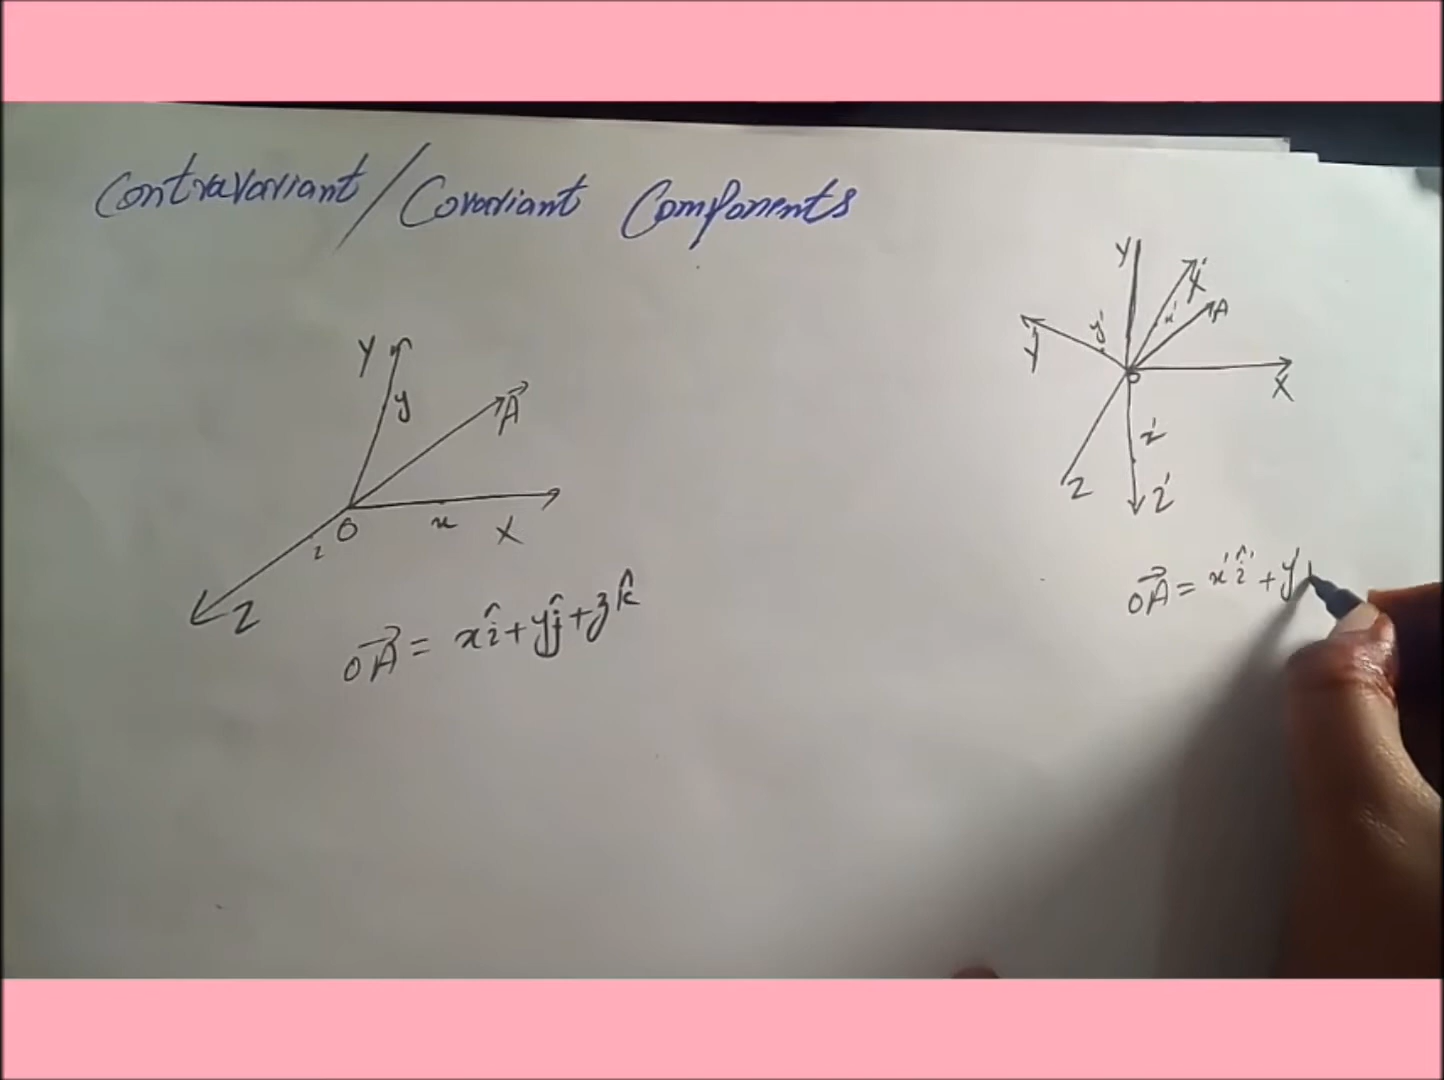 Contravariant/Covariant Components
Y
y
A⃗
O
x
X
z
Z
OA⃗ = xî+yĵ+zk̂
Y
X'
x'
A
Y'
y'
O
X
z'
Z
Z'
OA⃗ = x'î' + y'